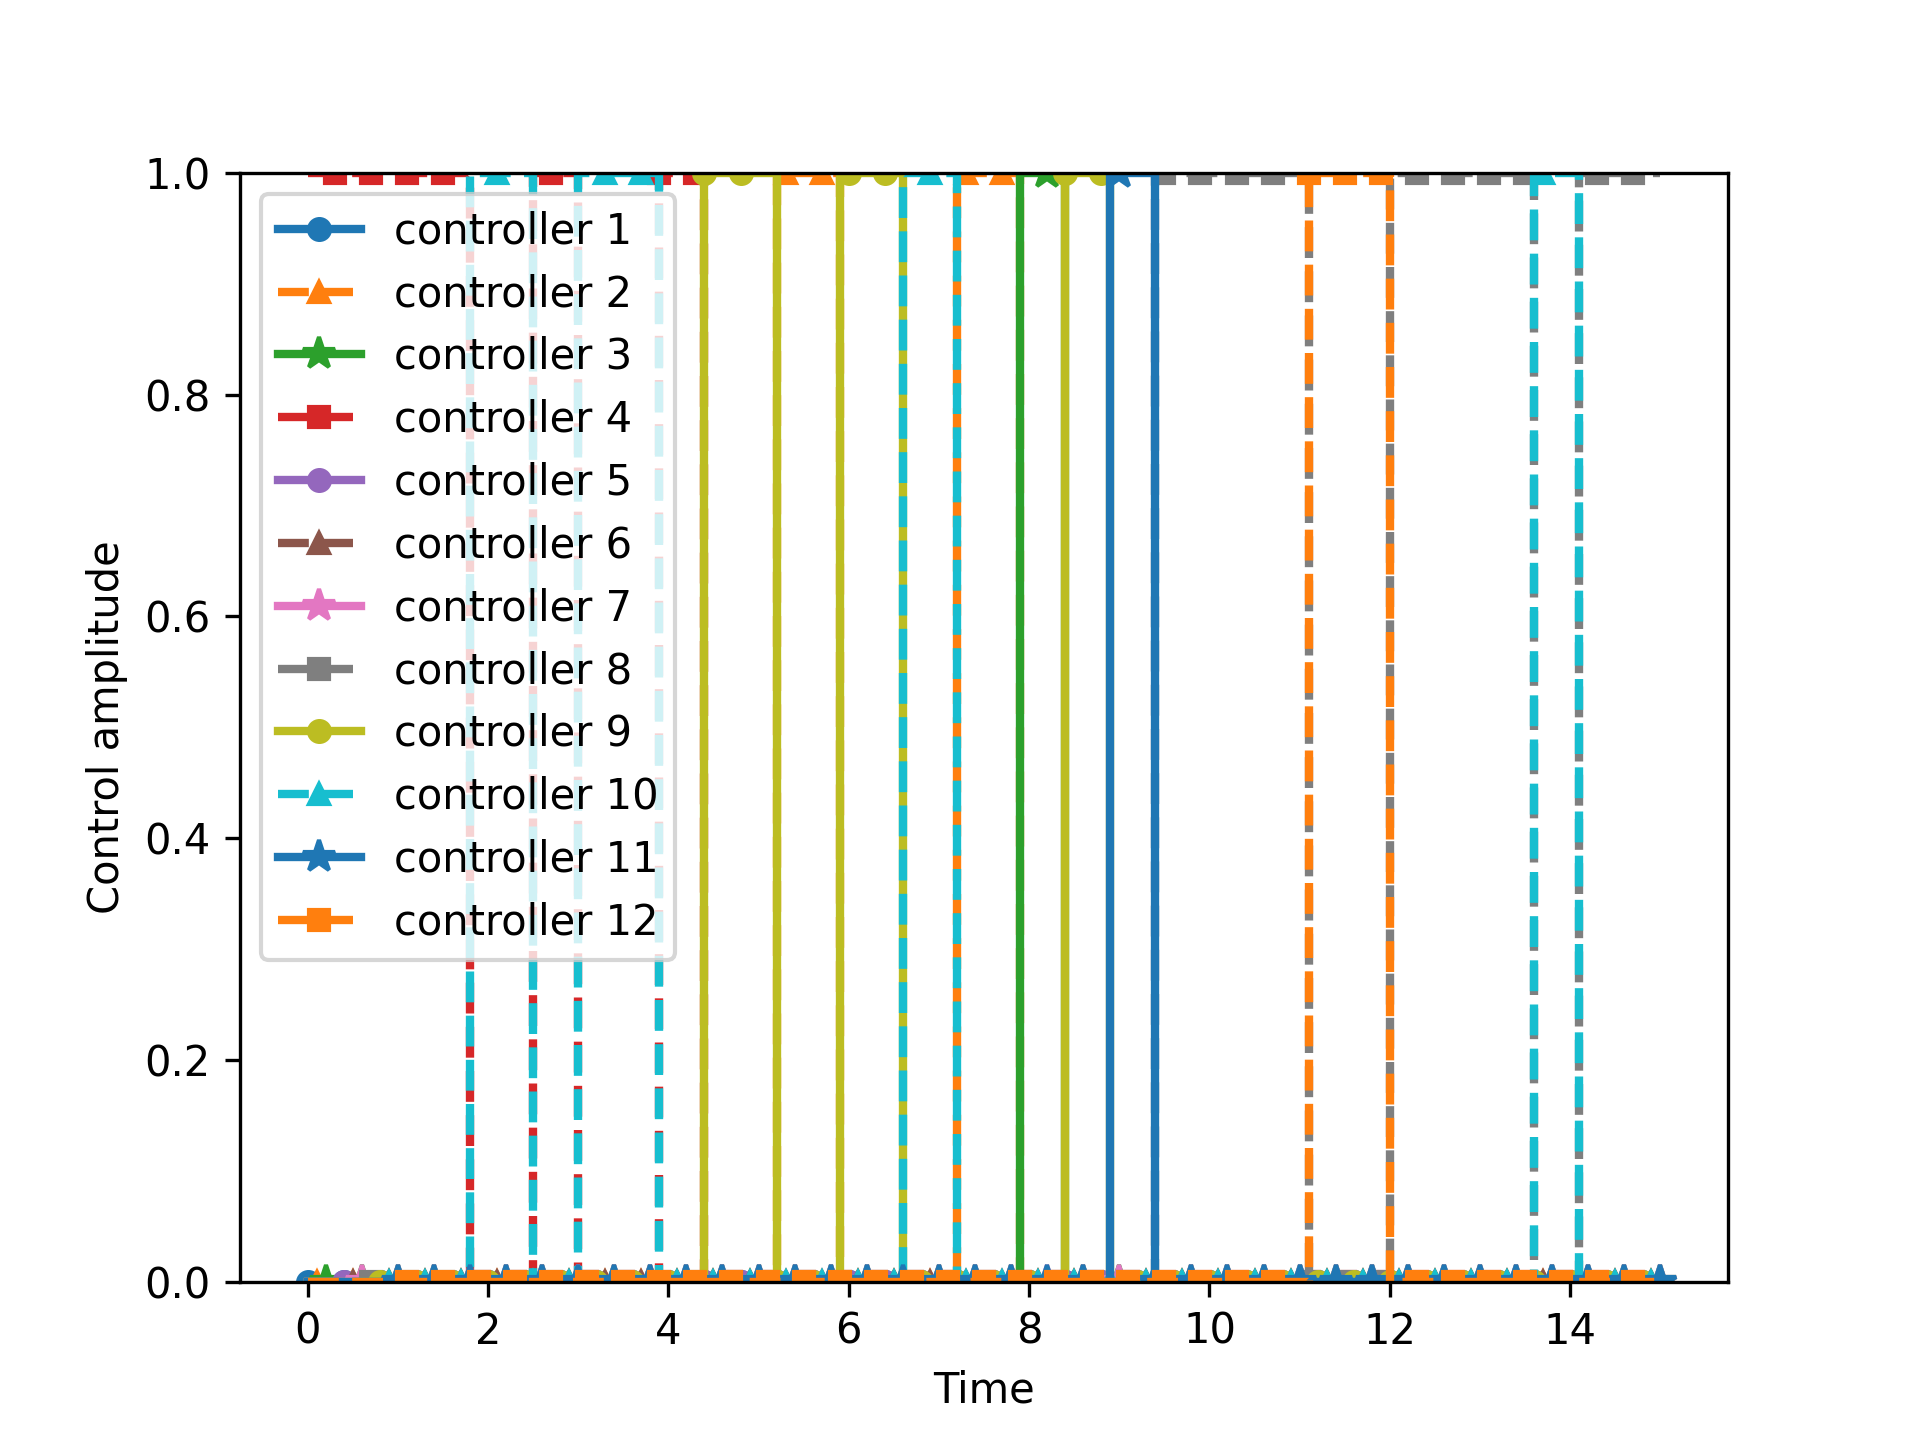 1.0
0.8
0.6
0.4
0.2
0.0
Control amplitude
controller 1
controller 2
controller 3
controller 4
controller 5
controller 6
controller 7
controller 8
controller 9
controller 10
controller 11
controller 12
0 2 4 6 8 10 12 14
Time